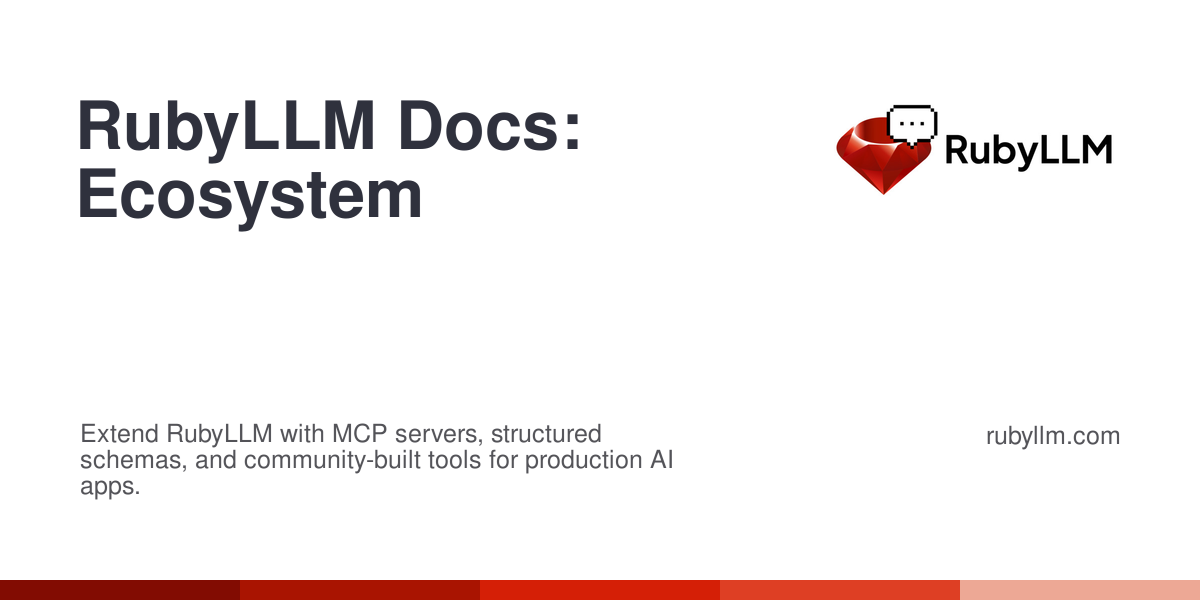 RubyLLM Docs:
Ecosystem
RubyLLM
Extend RubyLLM with MCP servers, structured
schemas, and community-built tools for production AI
apps.
rubyllm.com